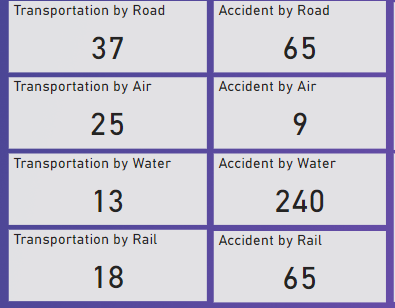 Transportation by Road
37
Accident by Road
65
Transportation by Air
25
Accident by Air
9
Transportation by Water
13
Accident by Water
240
Transportation by Rail
18
Accident by Rail
65